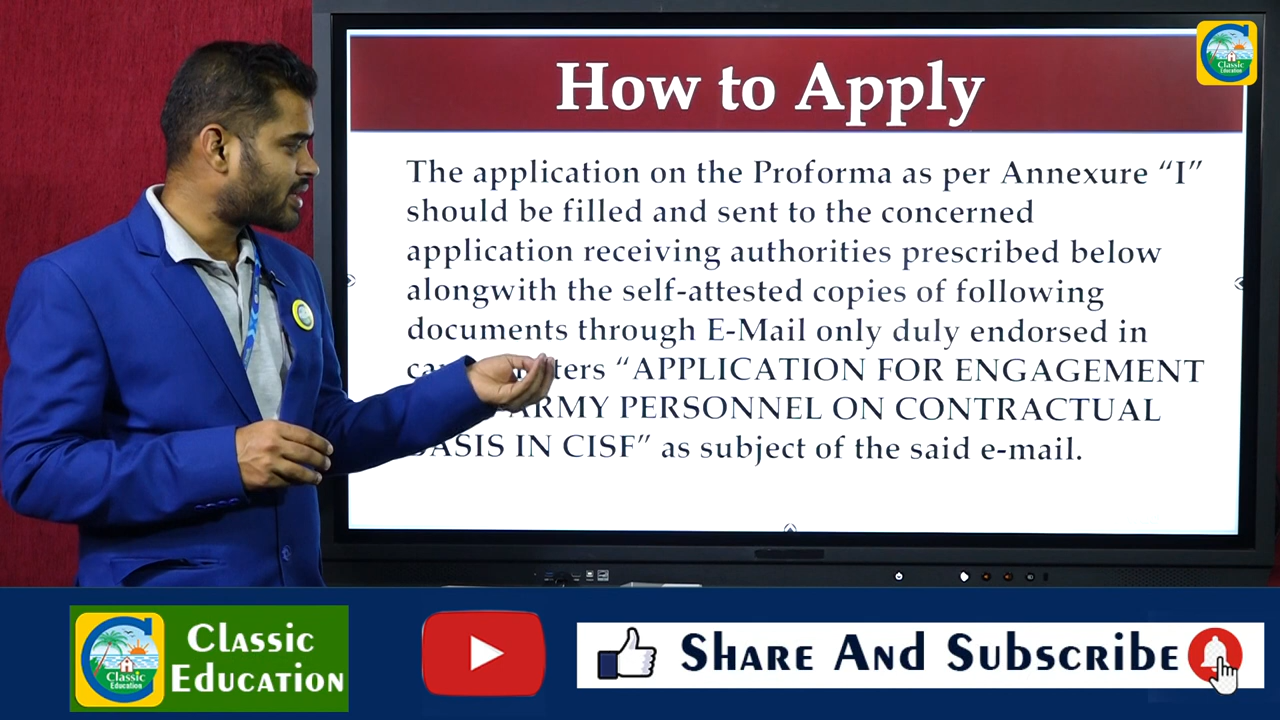 How to Apply
The application on the Proforma as per Annexure “I”
should be filled and sent to the concerned
application receiving authorities prescribed below
alongwith the self-attested copies of following
documents through E-Mail only duly endorsed in
“APPLICATION FOR ENGAGEMENT
ARMY PERSONNEL ON CONTRACTUAL
BASIS IN CISF” as subject of the said e-mail.
Classic
Education
Classic
Education
Classic
Education
Share And Subscribe